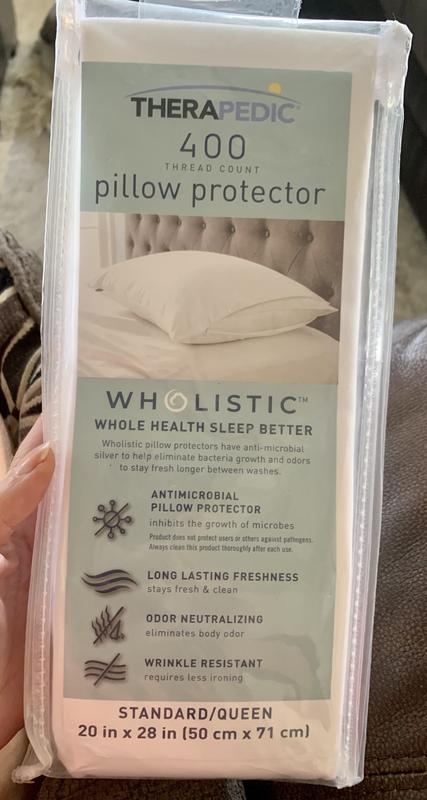 THERAPEDIC®
400
THREAD COUNT
pillow protector
WHOLISTIC™
WHOLE HEALTH SLEEP BETTER
Wholistic pillow protectors have anti-microbial
silver to help eliminate bacteria growth and odors
to stay fresh longer between washes.
ANTIMICROBIAL
PILLOW PROTECTOR
inhibits the growth of microbes
Product does not protect users or others against pathogens.
Always clean this product thoroughly after each use.
LONG LASTING FRESHNESS
stays fresh & clean
ODOR NEUTRALIZING
eliminates body odor
WRINKLE RESISTANT
requires less ironing
STANDARD/QUEEN
20 in x 28 in (50 cm x 71 cm)